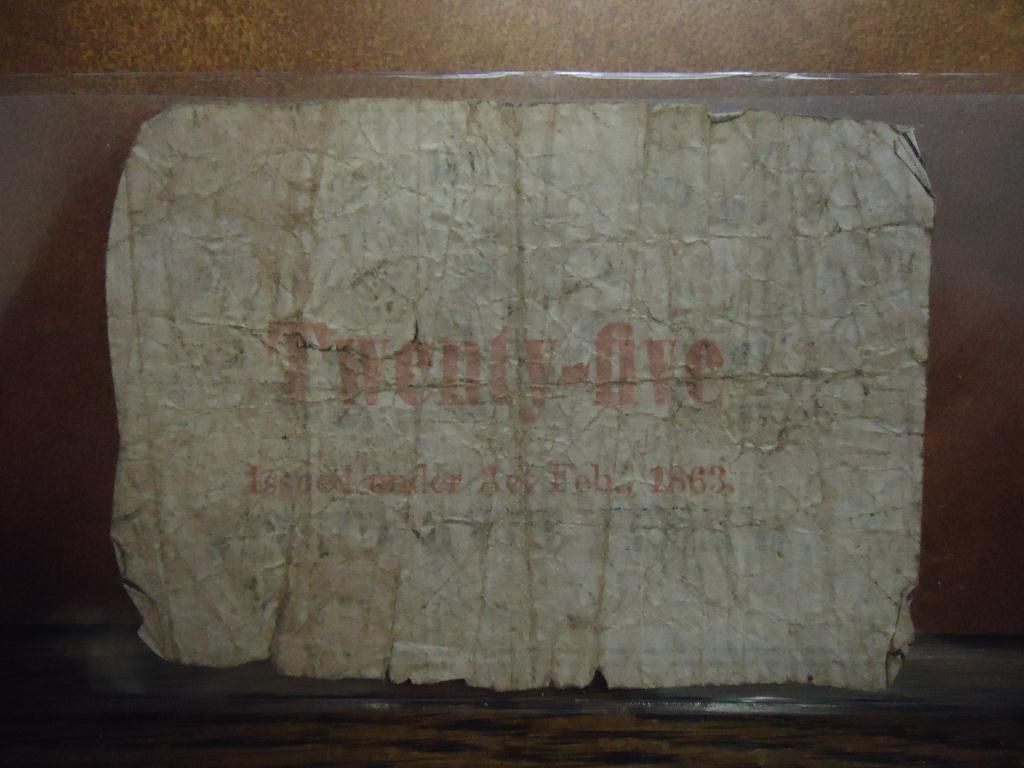 Twenty-five
Issued under Act Feb., 1863.